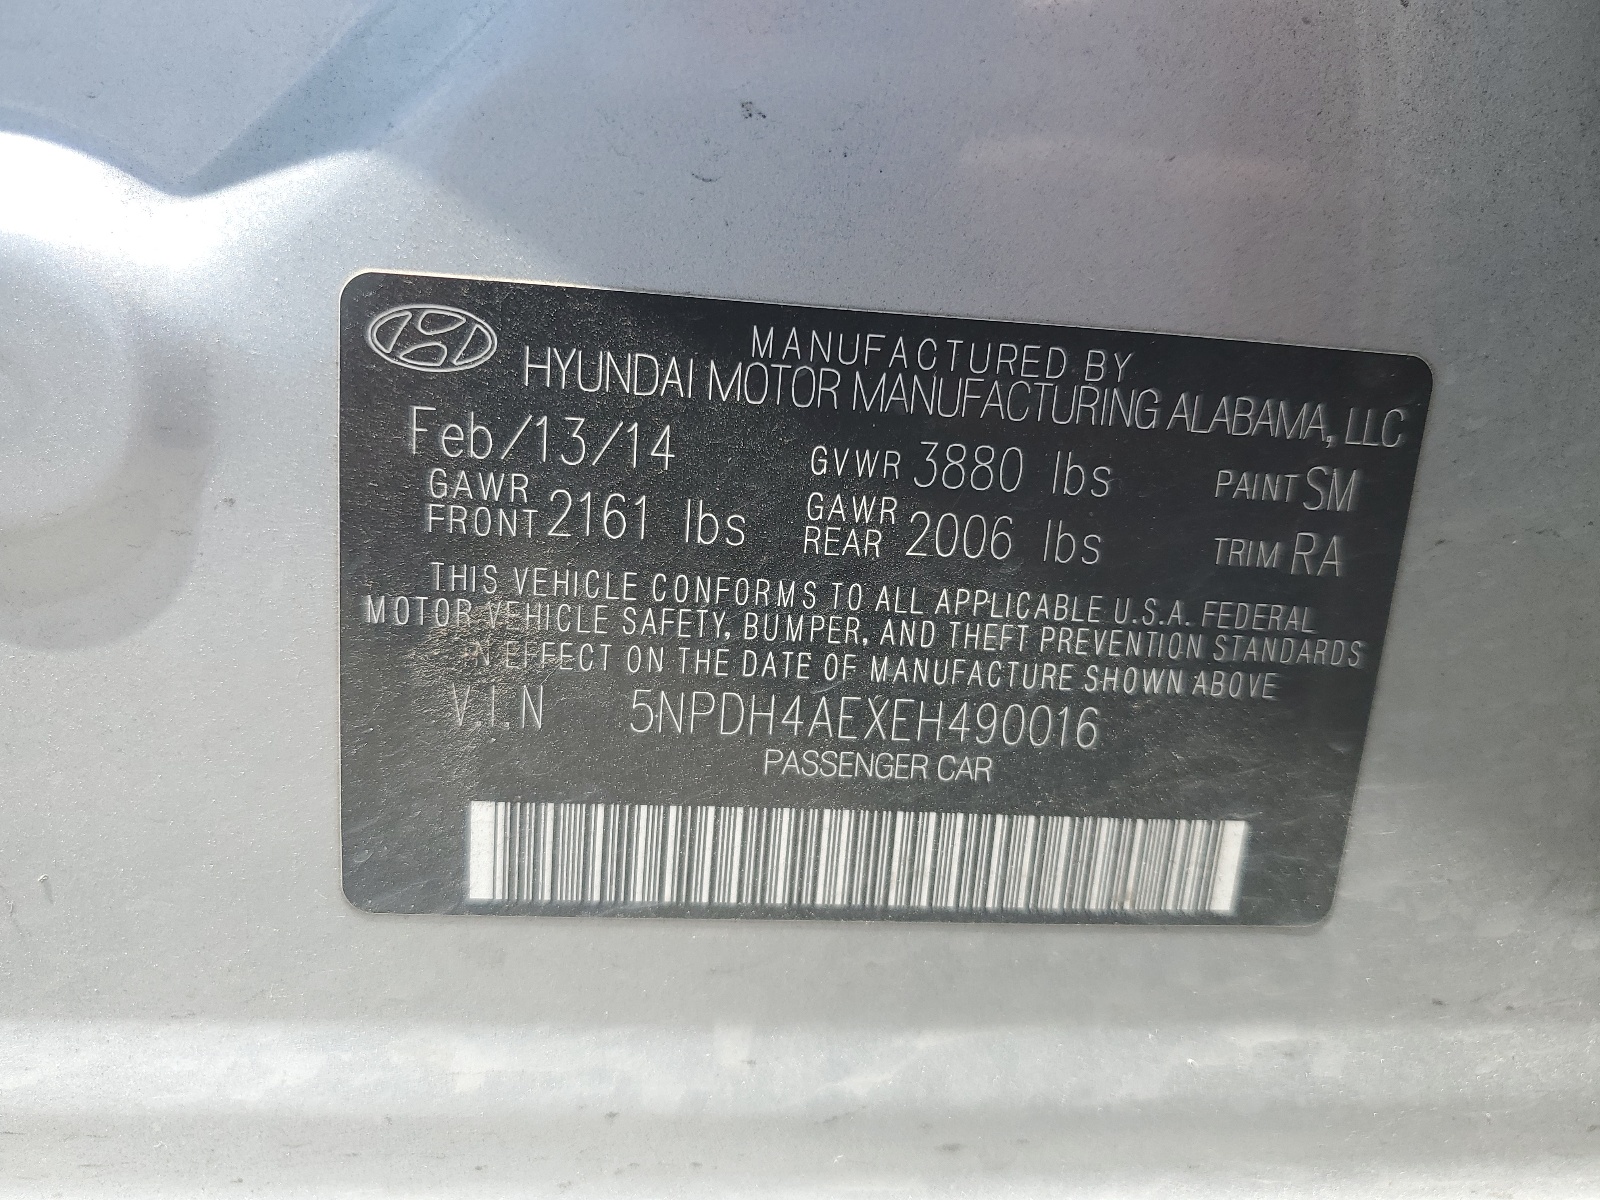 MANUFACTURED BY
HYUNDAI MOTOR MANUFACTURING ALABAMA, LLC
Feb/13/14 GVWR 3880 lbs PAINT SM
GAWR FRONT 2161 lbs GAWR REAR 2006 lbs TRIM RA
THIS VEHICLE CONFORMS TO ALL APPLICABLE U.S.A. FEDERAL
MOTOR VEHICLE SAFETY, BUMPER, AND THEFT PREVENTION STANDARDS
IN EFFECT ON THE DATE OF MANUFACTURE SHOWN ABOVE
V.I.N 5NPDH4AEXEH490016
PASSENGER CAR